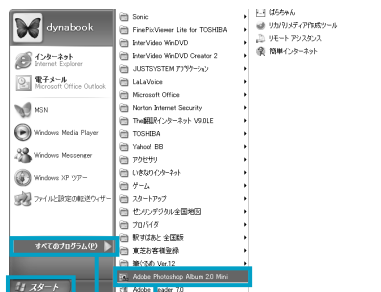 dynabook
インターネット
Internet Explorer
電子メール
Microsoft Office Outlook
MSN
Windows Media Player
Windows Messenger
Windows XP ツアー
ファイルと設定の転送ウィザー
すべてのプログラム(P)
スタート
Sonic
FinePixViewer Lite for TOSHIBA
InterVideo WinDVD
InterVideo WinDVD Creator 2
JUSTSYSTEM アプリケーション
LaLaVoice
Microsoft Office
Norton Internet Security
The翻訳インターネット V9.0LE
TOSHIBA
Yahoo! BB
アクセサリ
いきなりインターネット
ゲーム
スタートアップ
ゼンリンデジタル全国地図
プロバイダ
駅すぱあと 全国版
東芝お客様登録
筆ぐるめ Ver.12
Adobe Photoshop Album 2.0 Mini
Adobe Reader 7.0
ぱらちゃん
リカバリメディア作成ツール
リモート アシスタンス
簡単インターネット